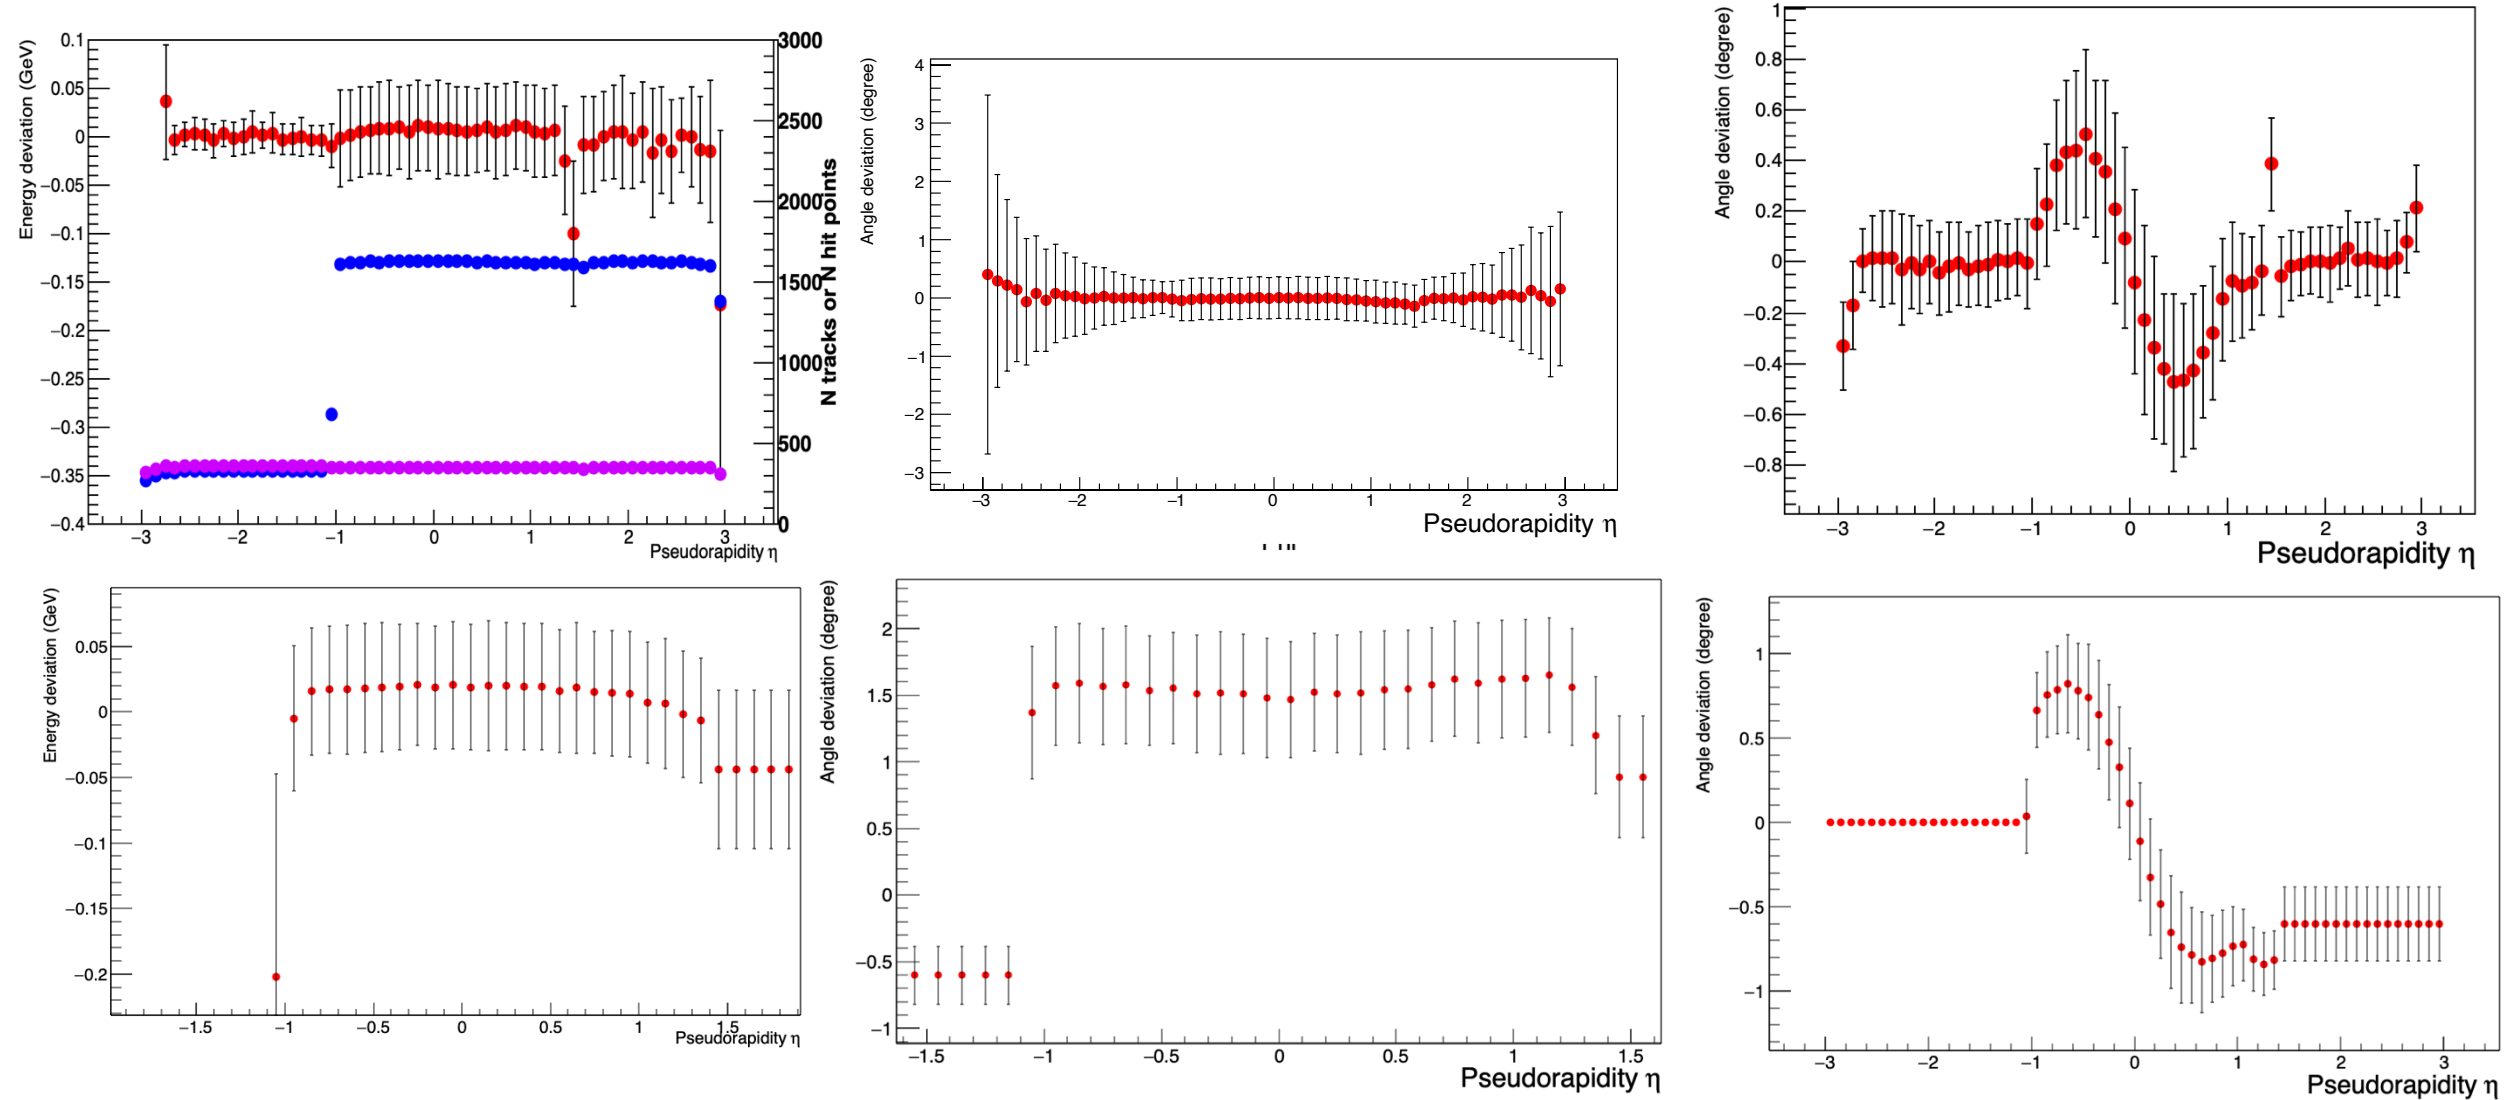 Energy deviation (GeV)
0.1
0.05
0
−0.05
−0.1
−0.15
−0.2
−0.25
−0.3
−0.35
−0.4
−3 −2 −1 0 1 2 3
Pseudorapidity η
3000
2500
2000
1500
1000
500
0
N tracks or N hit points
Angle deviation (degree)
4
3
2
1
0
−1
−2
−3
−3 −2 −1 0 1 2 3
Pseudorapidity η
Angle deviation (degree)
1
0.8
0.6
0.4
0.2
0
−0.2
−0.4
−0.6
−0.8
−3 −2 −1 0 1 2 3
Pseudorapidity η
Energy deviation (GeV)
0.05
0
−0.05
−0.1
−0.15
−0.2
−1.5 −1 −0.5 0 0.5 1 1.5
Pseudorapidity η
Angle deviation (degree)
2
1.5
1
0.5
0
−0.5
−1
−1.5 −1 −0.5 0 0.5 1 1.5
Pseudorapidity η
Angle deviation (degree)
1
0.5
0
−0.5
−1
−3 −2 −1 0 1 2 3
Pseudorapidity η